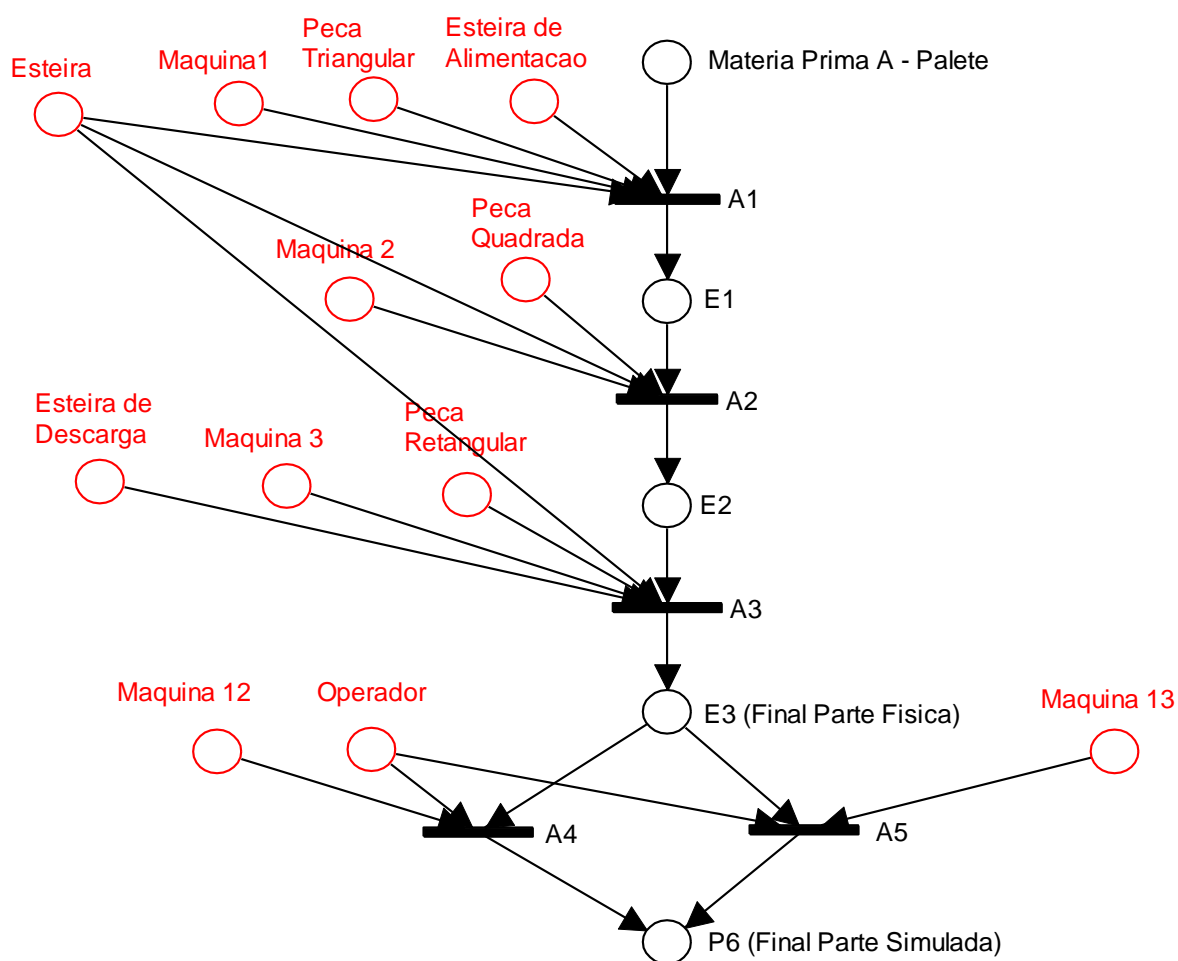 Peca
Triangular
Esteira de
Alimentacao
Esteira
Maquina1
Materia Prima A - Palete
A1
Peca
Quadrada
Maquina 2
E1
A2
Esteira de
Descarga
Maquina 3
Peca
Retangular
E2
A3
Maquina 12
Operador
E3 (Final Parte Fisica)
Maquina 13
A4
A5
P6 (Final Parte Simulada)